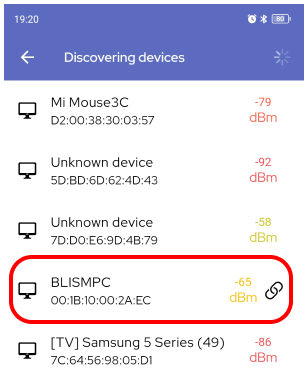 19:20
80
Discovering devices
Mi Mouse3C
-79
D2:00:38:30:03:57
dBm
Unknown device
-92
5D:BD:6D:62:4D:43
dBm
Unknown device
-58
7D:D0:E6:9D:4B:79
dBm
BLISMPC
-65
00:1B:10:00:2A:EC
dBm
[TV] Samsung 5 Series (49)
-86
7C:64:56:98:05:D1
dBm